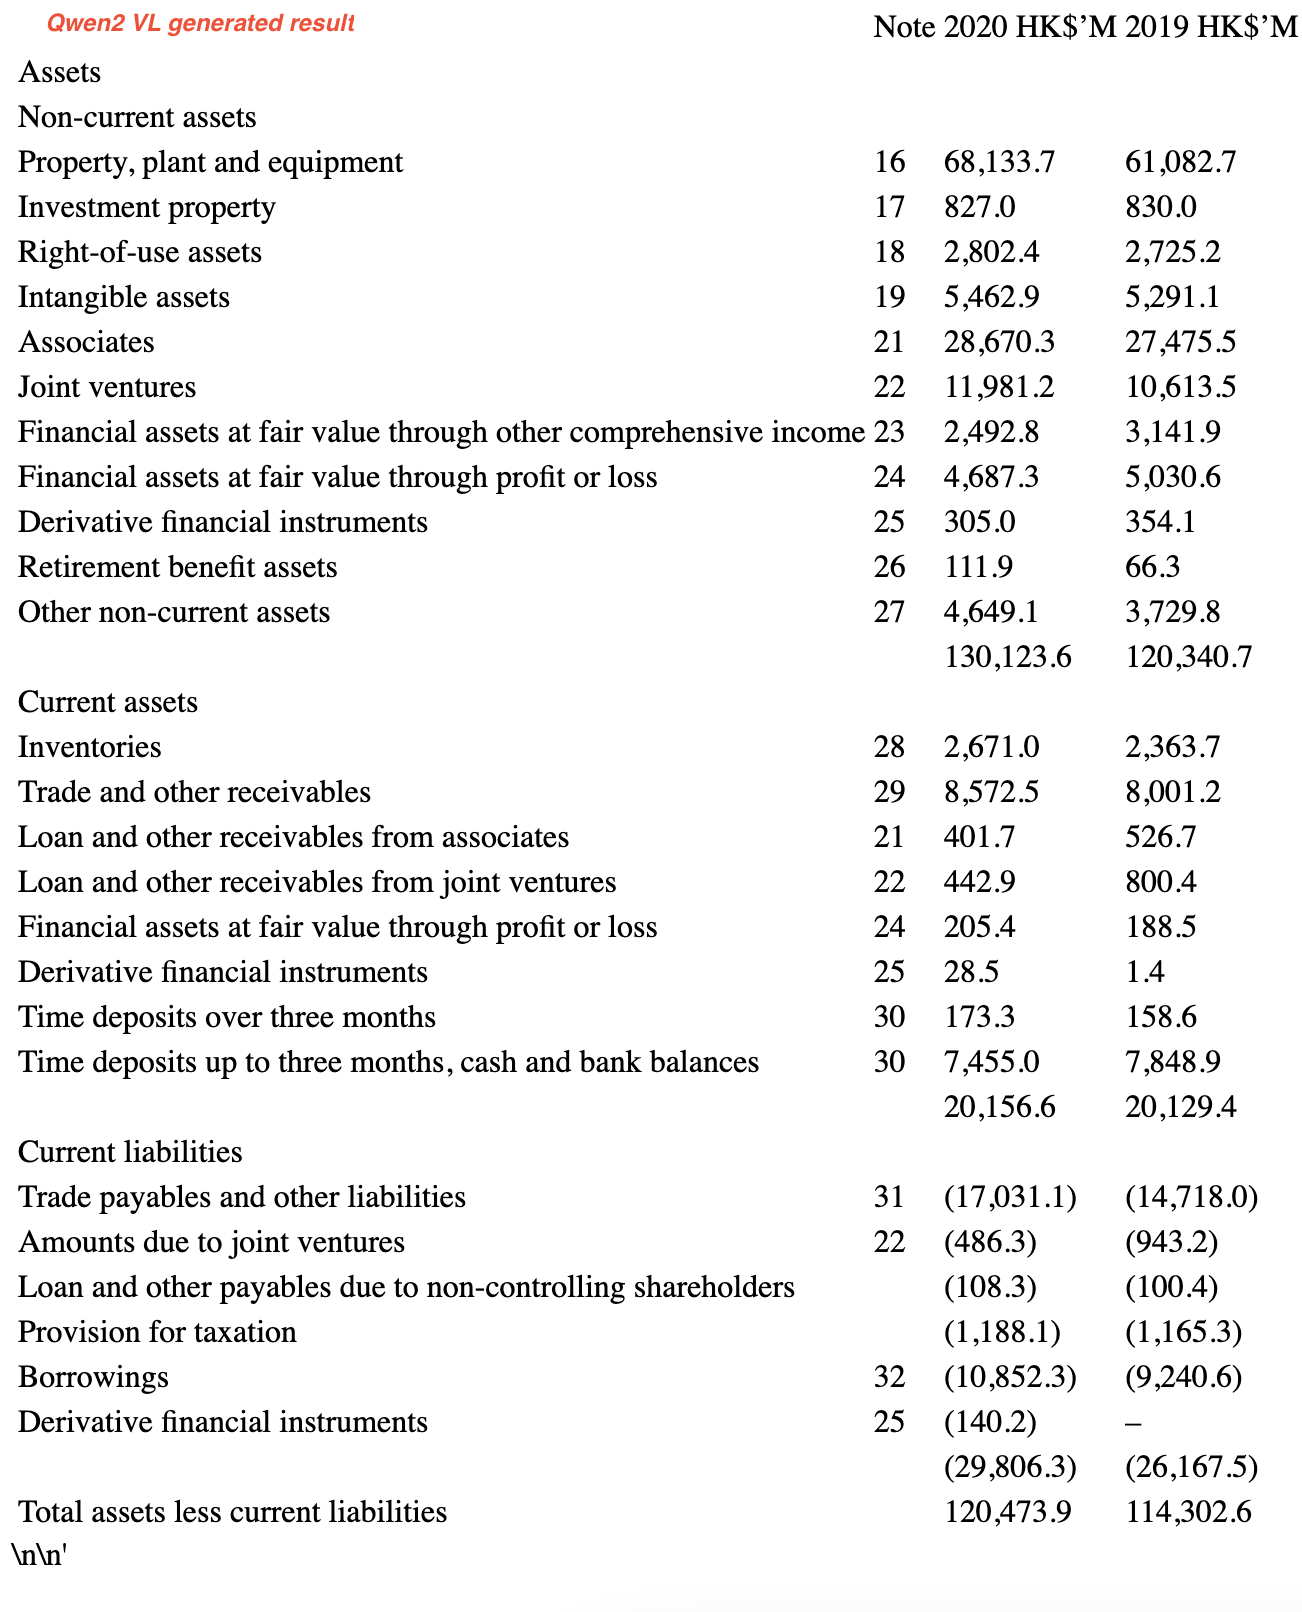 Qwen2 VL generated result
Note 2020 HK$’M 2019 HK$’M
Assets
Non-current assets
Property, plant and equipment 16 68,133.7 61,082.7
Investment property 17 827.0 830.0
Right-of-use assets 18 2,802.4 2,725.2
Intangible assets 19 5,462.9 5,291.1
Associates 21 28,670.3 27,475.5
Joint ventures 22 11,981.2 10,613.5
Financial assets at fair value through other comprehensive income 23 2,492.8 3,141.9
Financial assets at fair value through profit or loss 24 4,687.3 5,030.6
Derivative financial instruments 25 305.0 354.1
Retirement benefit assets 26 111.9 66.3
Other non-current assets 27 4,649.1 3,729.8
130,123.6 120,340.7
Current assets
Inventories 28 2,671.0 2,363.7
Trade and other receivables 29 8,572.5 8,001.2
Loan and other receivables from associates 21 401.7 526.7
Loan and other receivables from joint ventures 22 442.9 800.4
Financial assets at fair value through profit or loss 24 205.4 188.5
Derivative financial instruments 25 28.5 1.4
Time deposits over three months 30 173.3 158.6
Time deposits up to three months, cash and bank balances 30 7,455.0 7,848.9
20,156.6 20,129.4
Current liabilities
Trade payables and other liabilities 31 (17,031.1) (14,718.0)
Amounts due to joint ventures 22 (486.3) (943.2)
Loan and other payables due to non-controlling shareholders (108.3) (100.4)
Provision for taxation (1,188.1) (1,165.3)
Borrowings 32 (10,852.3) (9,240.6)
Derivative financial instruments 25 (140.2) –
(29,806.3) (26,167.5)
Total assets less current liabilities 120,473.9 114,302.6
\n\n'